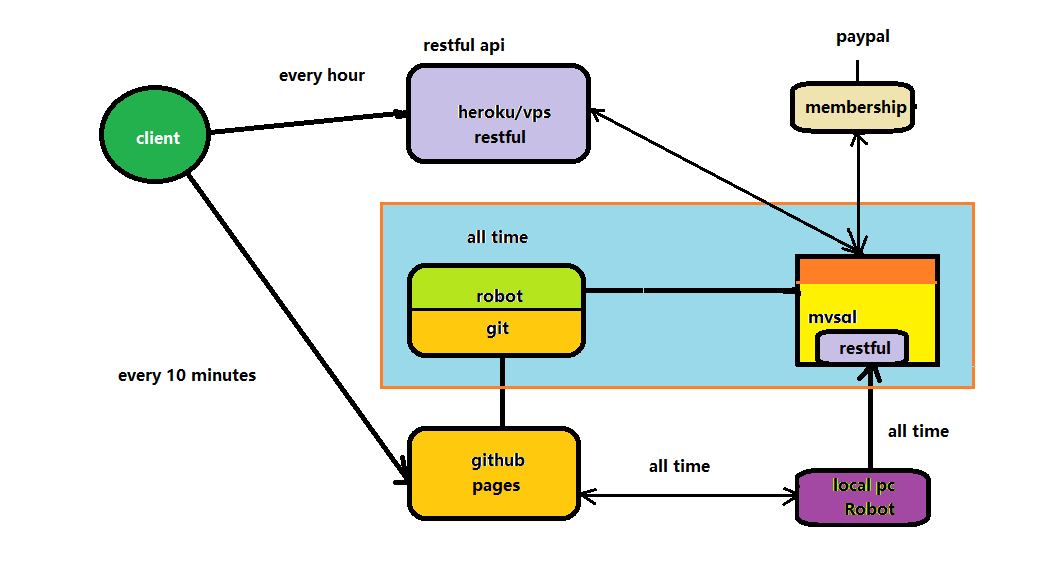 restful api
paypal
every hour
heroku/vps
restful
membership
client
all time
robot
git
mysql
restful
every 10 minutes
all time
github
pages
all time
local pc
Robot